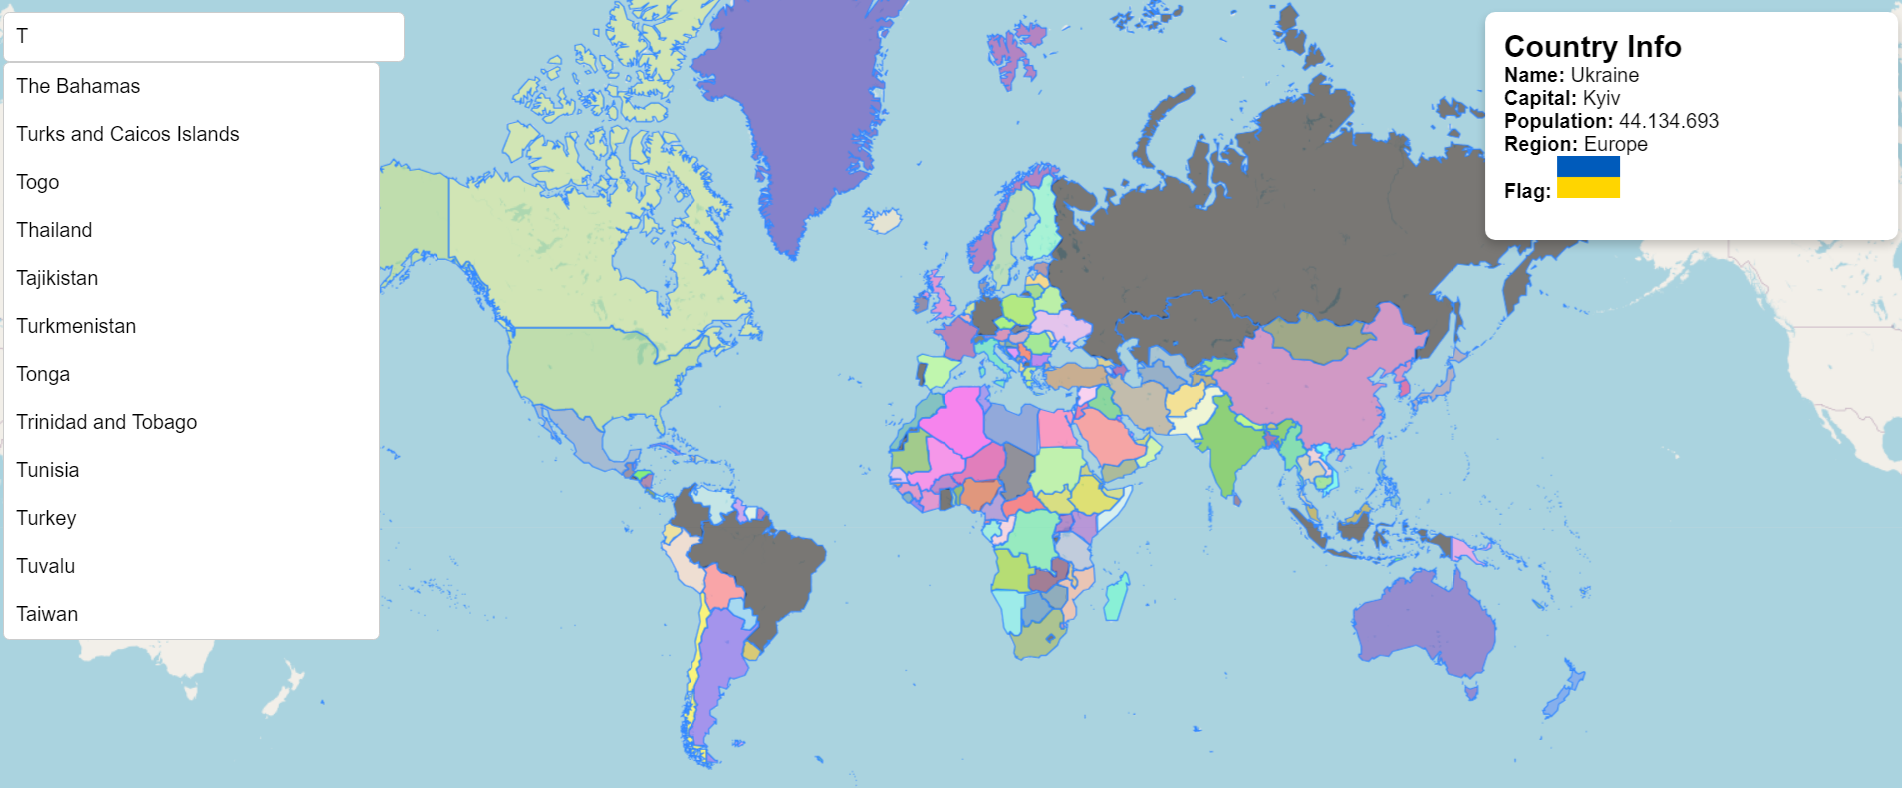 T
The Bahamas
Turks and Caicos Islands
Togo
Thailand
Tajikistan
Turkmenistan
Tonga
Trinidad and Tobago
Tunisia
Turkey
Tuvalu
Taiwan
Country Info
Name: Ukraine
Capital: Kyiv
Population: 44.134.693
Region: Europe
Flag: